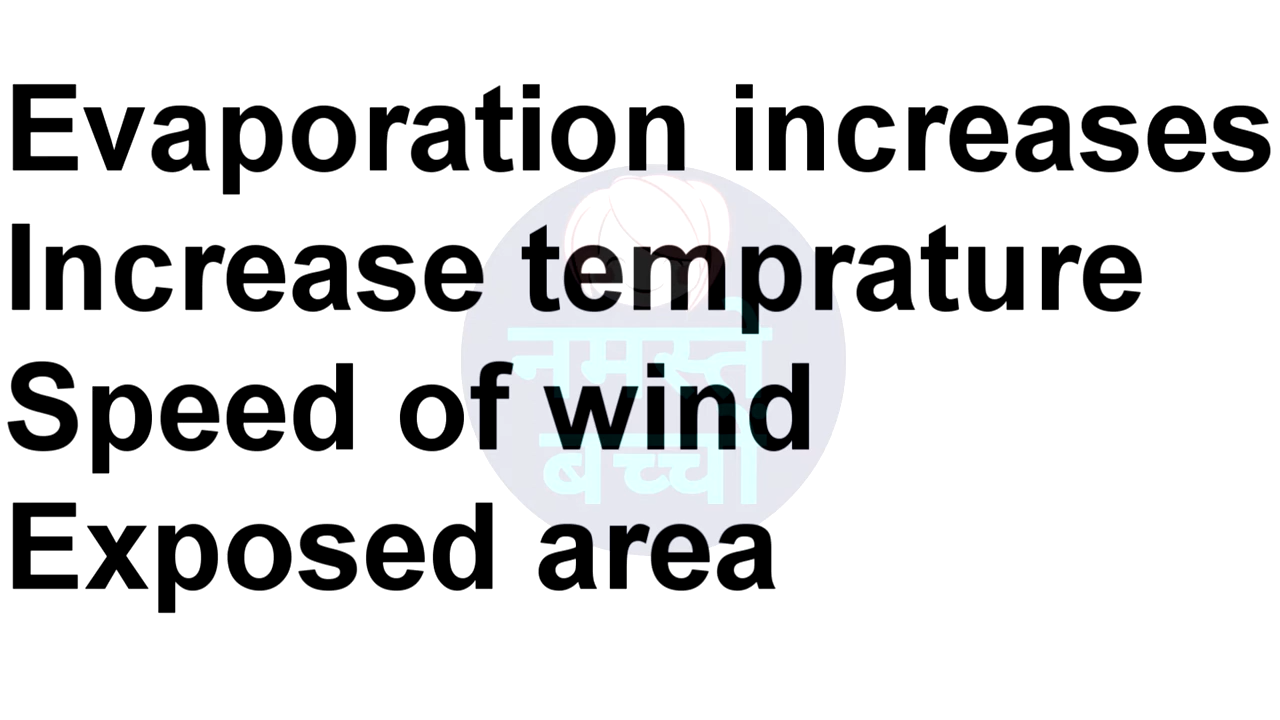 Evaporation increases
Increase temprature
Speed of wind
Exposed area
नमस्ते
बच्चों